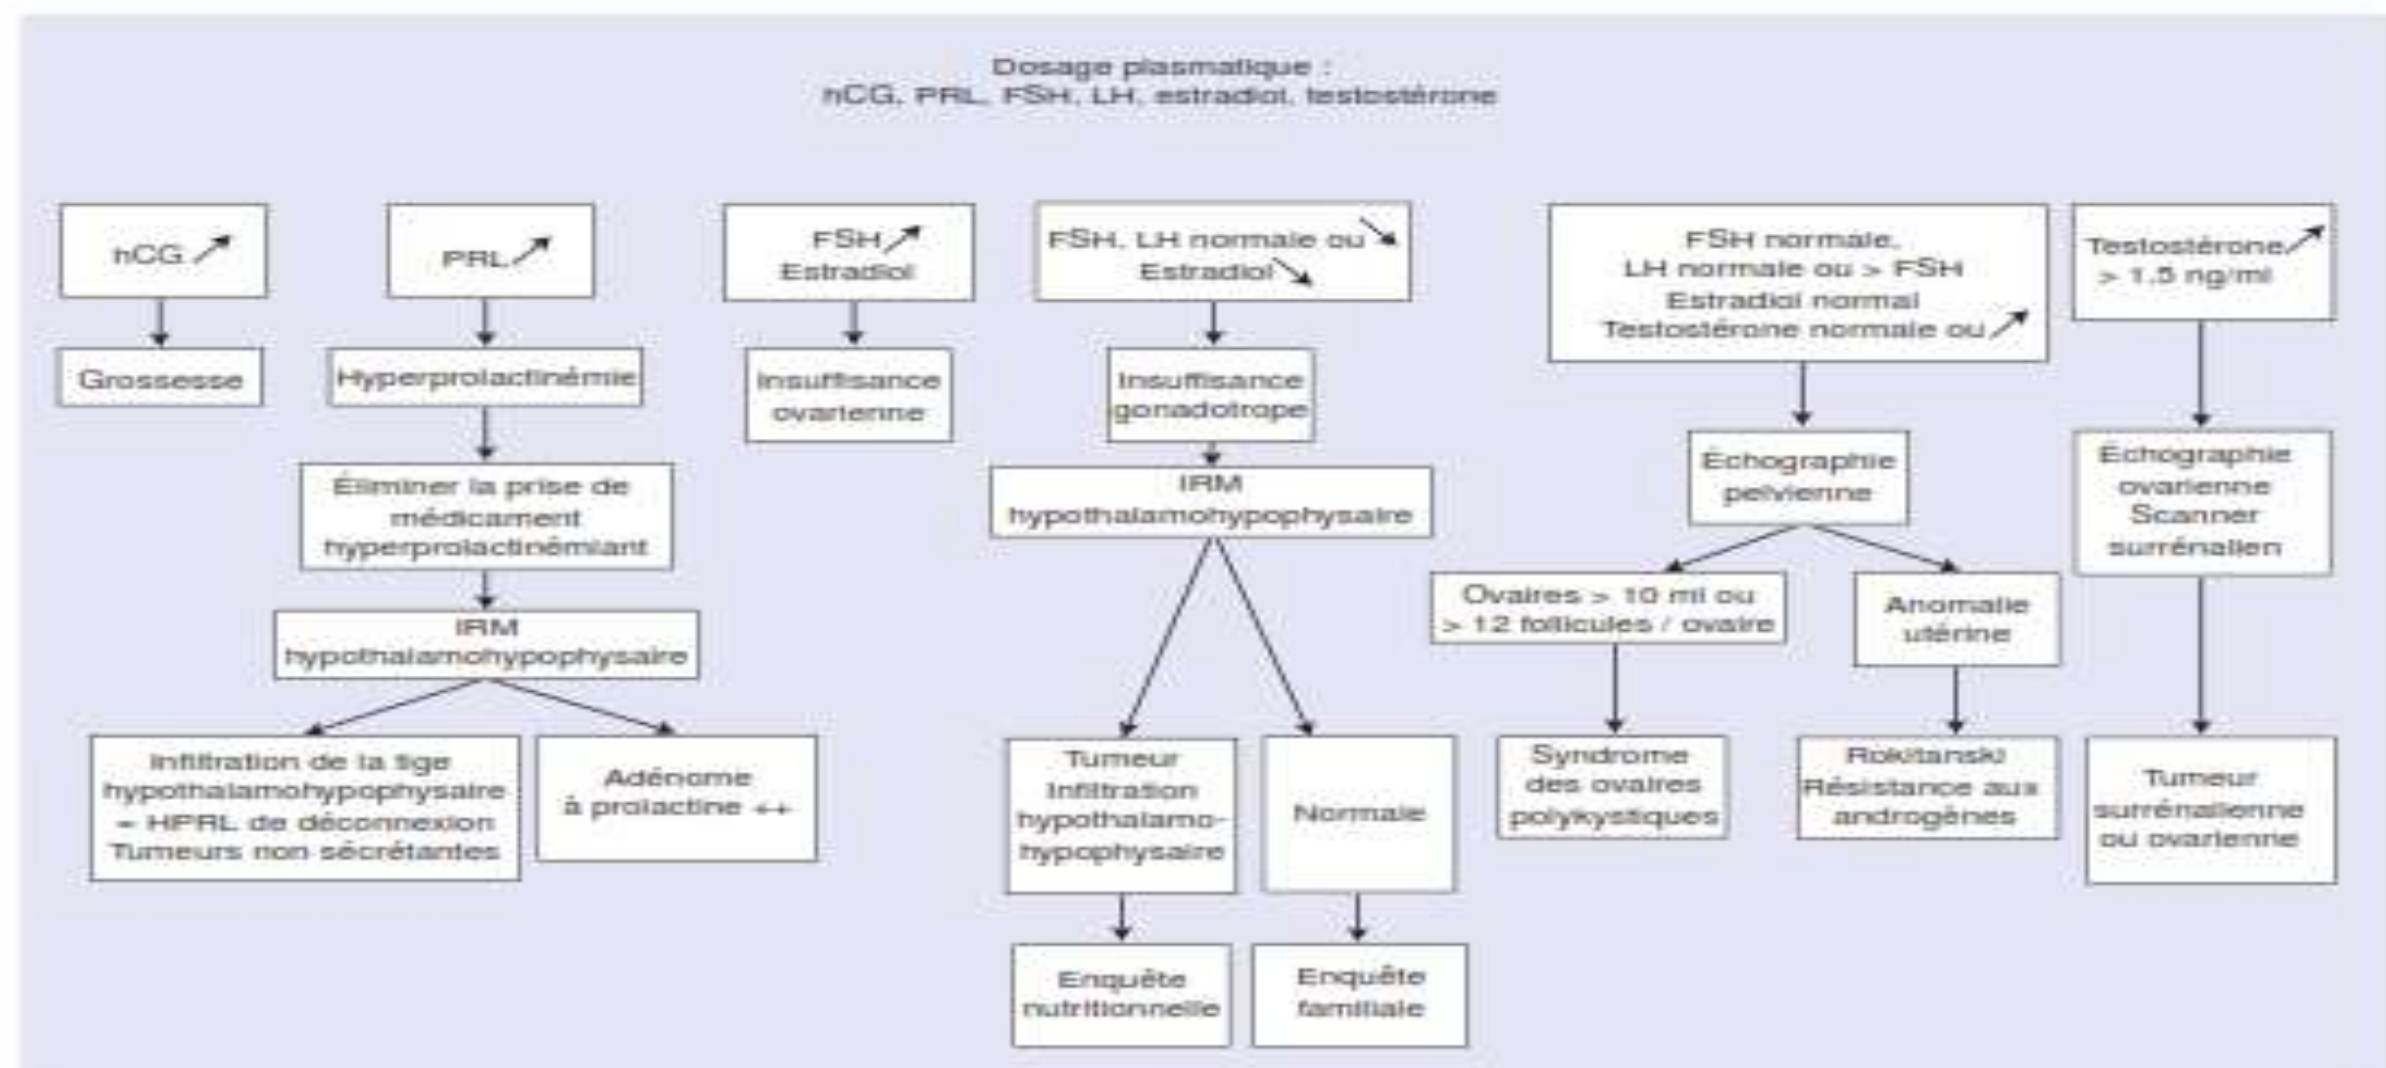 Dosage plasmatique :
hCG, PRL, FSH, LH, estradiol, testostérone
hCG ↗
PRL ↗
FSH ↗
Estradiol
FSH, LH normale ou ↘
Estradiol ↘
FSH normale,
LH normale ou > FSH
Estradiol normal
Testostérone normale ou ↗
Testostérone ↗
> 1,5 ng/ml
Grossesse
Hyperprolactinémie
Insuffisance
ovarienne
Insuffisance
gonadotrope
Éliminer la prise de
médicament
hyperprolactinémiant
IRM
hypothalamohypophysaire
Échographie
pelvienne
Échographie
ovarienne
Scanner
surrénalien
IRM
hypothalamohypophysaire
Ovaires > 10 ml ou
> 12 follicules / ovaire
Anomalie
utérine
Infiltration de la tige
hypothalamohypophysaire
= HPRL de déconnexion
Tumeurs non sécrétantes
Adénome
à prolactine ++
Tumeur
Infiltration
hypothalamo-
hypophysaire
Normale
Syndrome
des ovaires
polykystiques
Rokitanski
Résistance aux
androgènes
Tumeur
surrénalienne
ou ovarienne
Enquête
nutritionnelle
Enquête
familiale